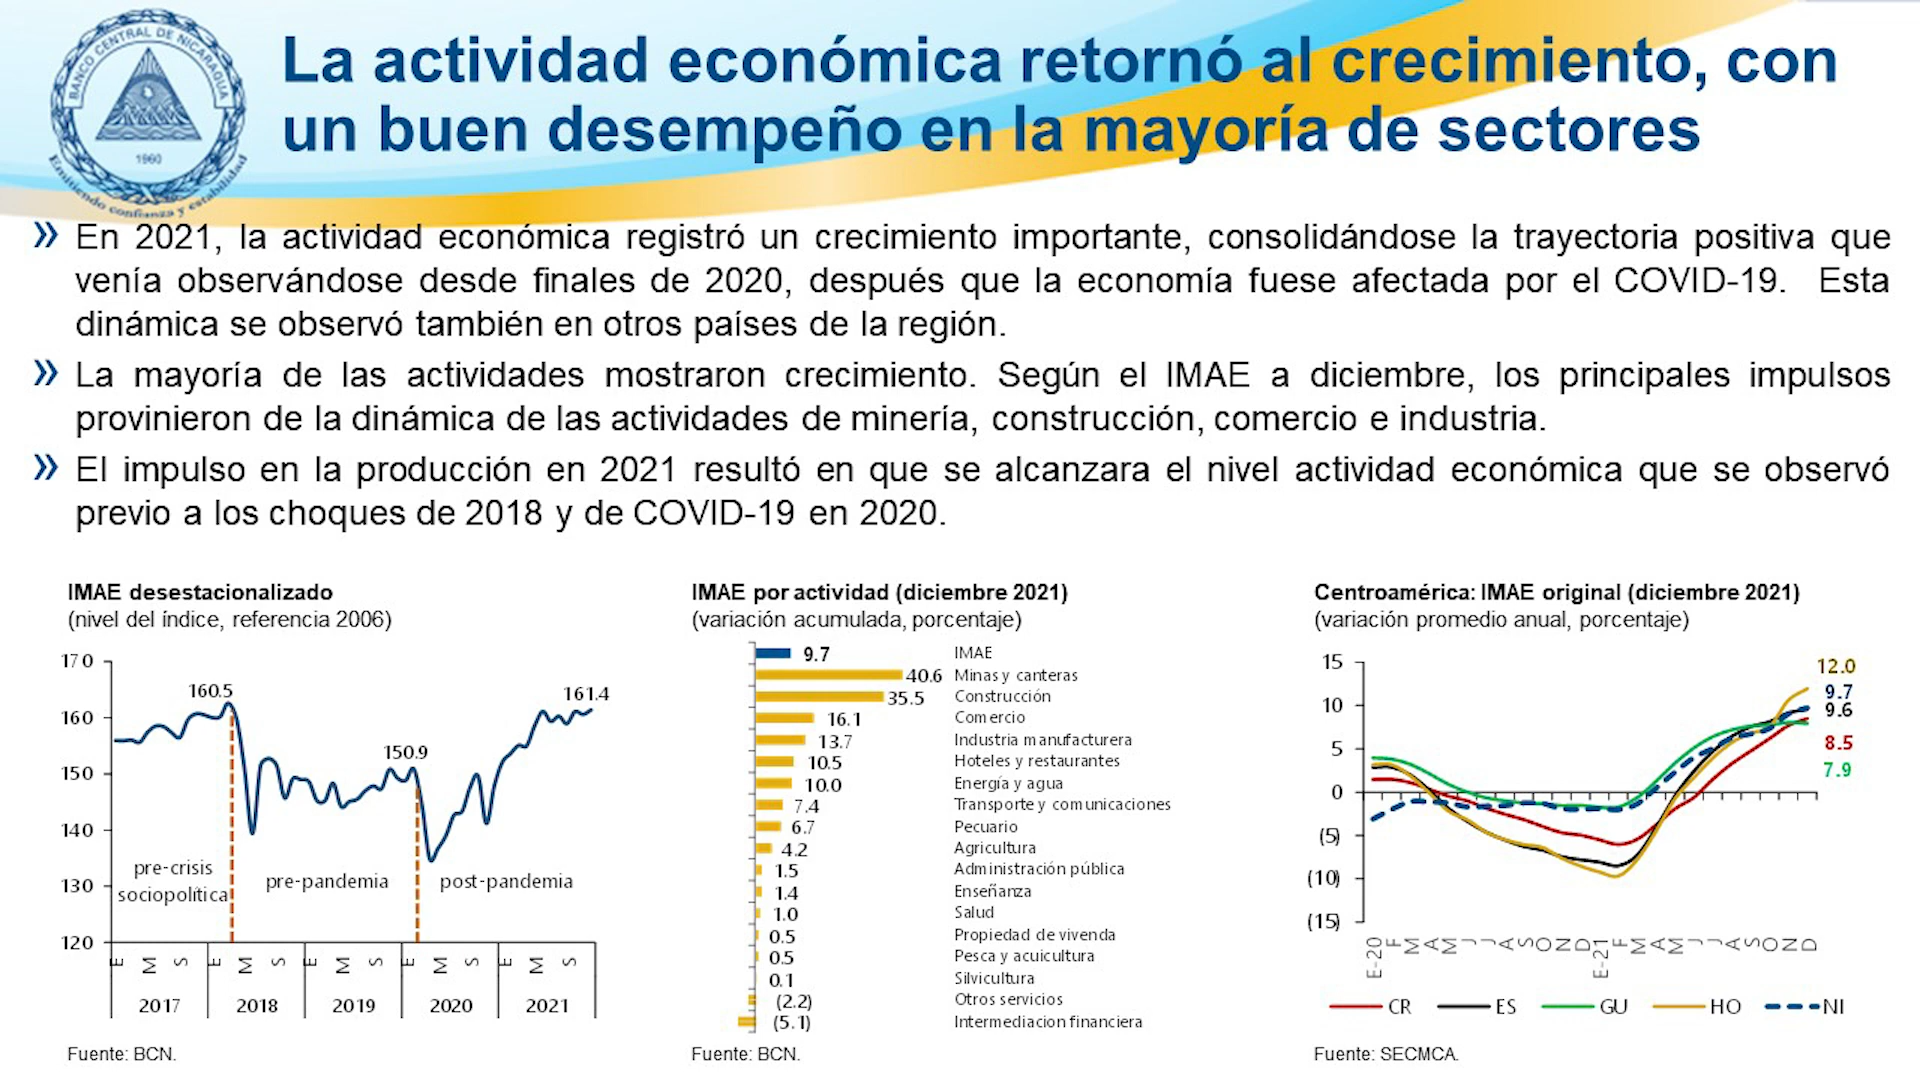 BANCO CENTRAL DE NICARAGUA
1960
Emitiendo confianza y estabilidad
La actividad económica retornó al crecimiento, con
un buen desempeño en la mayoría de sectores
» En 2021, la actividad económica registró un crecimiento importante, consolidándose la trayectoria positiva que
venía observándose desde finales de 2020, después que la economía fuese afectada por el COVID-19. Esta
dinámica se observó también en otros países de la región.
» La mayoría de las actividades mostraron crecimiento. Según el IMAE a diciembre, los principales impulsos
provinieron de la dinámica de las actividades de minería, construcción, comercio e industria.
» El impulso en la producción en 2021 resultó en que se alcanzara el nivel actividad económica que se observó
previo a los choques de 2018 y de COVID-19 en 2020.
IMAE desestacionalizado
(nivel del índice, referencia 2006)
170
160
150
140
130
120
160.5
150.9
161.4
pre-crisis
sociopolítica
pre-pandemia
post-pandemia
E M S E M S E M S E M S E M S
2017 2018 2019 2020 2021
Fuente: BCN.
IMAE por actividad (diciembre 2021)
(variación acumulada, porcentaje)
9.7 IMAE
40.6 Minas y canteras
35.5 Construcción
16.1 Comercio
13.7 Industria manufacturera
10.5 Hoteles y restaurantes
10.0 Energía y agua
7.4 Transporte y comunicaciones
6.7 Pecuario
4.2 Agricultura
1.5 Administración pública
1.4 Enseñanza
1.0 Salud
0.5 Propiedad de vivenda
0.5 Pesca y acuicultura
0.1 Silvicultura
(2.2) Otros servicios
(5.1) Intermediacion financiera
Fuente: BCN.
Centroamérica: IMAE original (diciembre 2021)
(variación promedio anual, porcentaje)
15
10
5
0
(5)
(10)
(15)
12.0
9.7
9.6
8.5
7.9
E-20 F M A M J J A S O N D E-21 F M A M J J A S O N D
CR ES GU HO NI
Fuente: SECMCA.